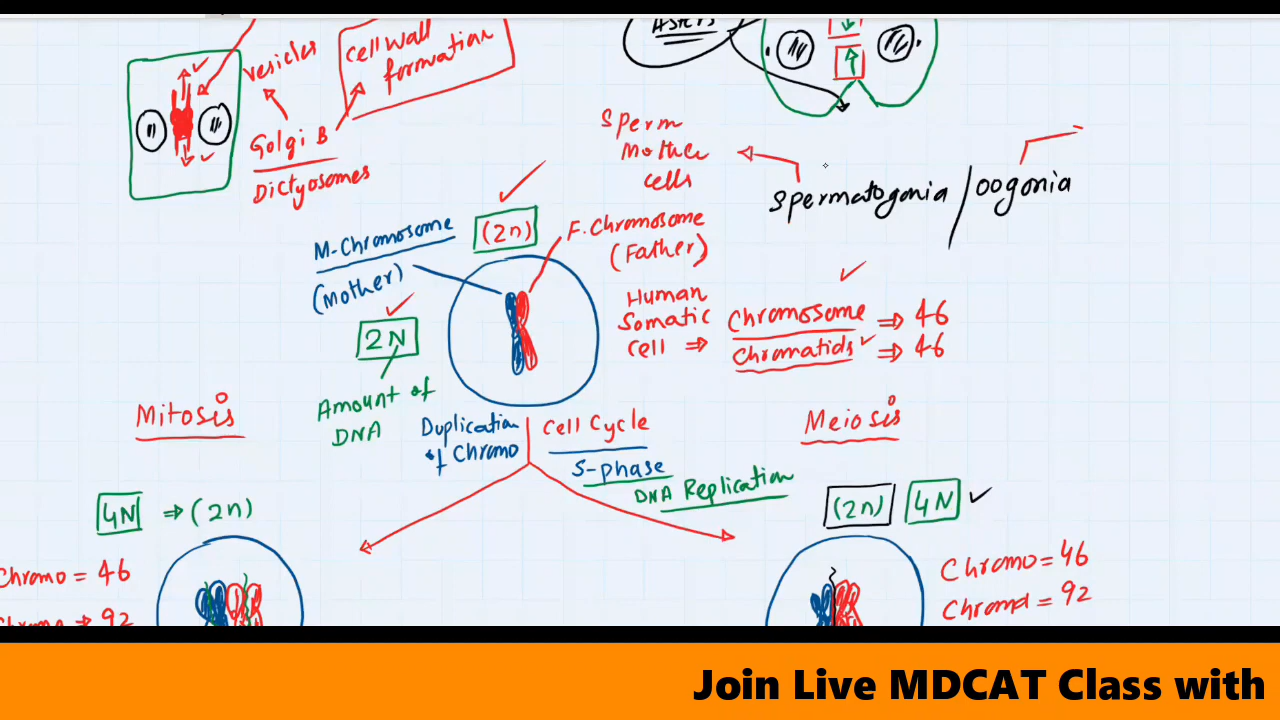 Asters
vesicles
Cell wall
formation
Golgi B
Dictyosomes
Sperm
Mother
cells
Spermatogonia / Oogonia
M-Chromosome
(Mother)
(2n)
F. Chromosome
(Father)
2N
Amount of
DNA
Human
Somatic
cell ⇒
Chromosome ⇒ 46
Chromatids ⇒ 46
Mitosis
Duplication
of Chromo
Cell Cycle
S-phase
DNA Replication
Meiosis
4N ⇒ (2n)
Chromo = 46
⇒ 92
(2n) 4N
Chromo = 46
Chromd = 92
Join Live MDCAT Class with